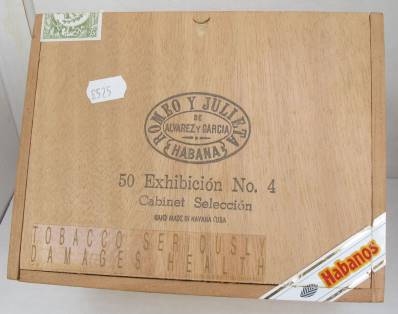 £525
ROMEO Y JULIETA
DE
ALVAREZ Y GARCIA
HABANA
50 Exhibición No. 4
Cabinet Selección
HAND MADE IN HAVANA CUBA
TOBACCO SERIOUSLY
DAMAGES HEALTH
Habanos